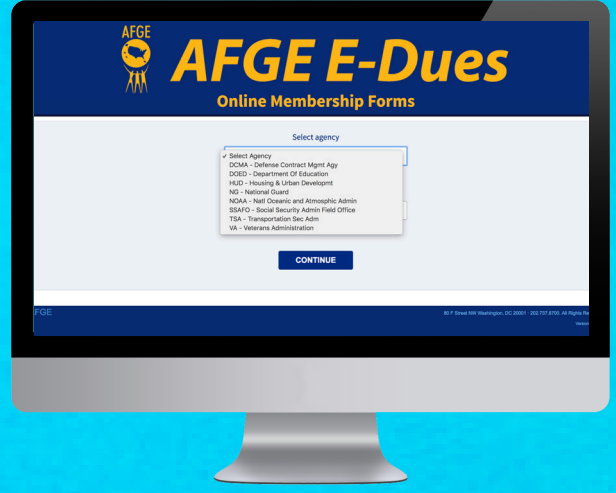 AFGE
AFGE E-Dues
Online Membership Forms
Select agency
✓ Select Agency
DCMA - Defense Contract Mgmt Agy
DOED - Department Of Education
HUD - Housing & Urban Developmt
NG - National Guard
NOAA - Natl Oceanic and Atmosphic Admin
SSAFO - Social Security Admin Field Office
TSA - Transportation Sec Adm
VA - Veterans Administration
CONTINUE
FGE
80 F Street NW Washington, DC 20001 - 202.737.8700. All Rights Re
Version